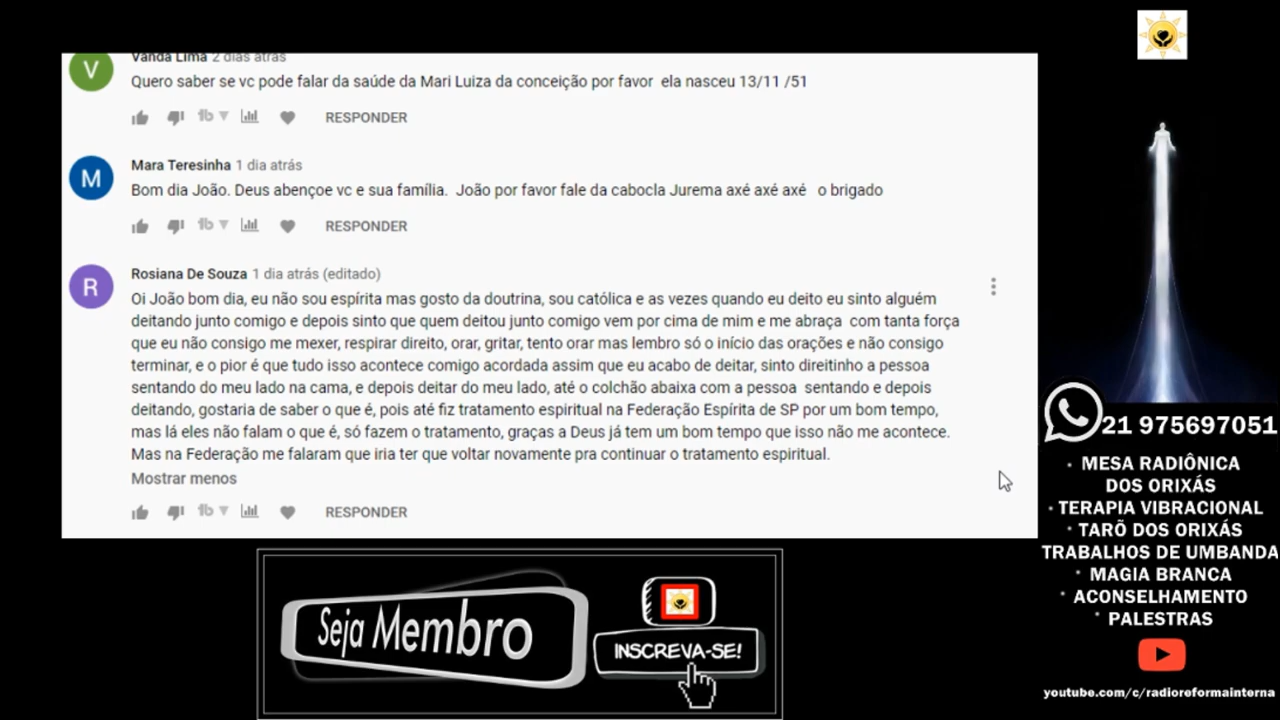 Vanda Lima 2 dias atrás
Quero saber se vc pode falar da saúde da Mari Luiza da conceição por favor ela nasceu 13/11 /51
RESPONDER
M
V
Mara Teresinha 1 dia atrás
Bom dia João. Deus abençoe vc e sua família. João por favor fale da cabocla Jurema axé axé axé o brigado
RESPONDER
R
Rosiana De Souza 1 dia atrás (editado)
Oi João bom dia, eu não sou espírita mas gosto da doutrina, sou católica e as vezes quando eu deito eu sinto alguém
deitando junto comigo e depois sinto que quem deitou junto comigo vem por cima de mim e me abraça com tanta força
que eu não consigo me mexer, respirar direito, orar, gritar, tento orar mas lembro só o início das orações e não consigo
terminar, e o pior é que tudo isso acontece comigo acordada assim que eu acabo de deitar, sinto direitinho a pessoa
sentando do meu lado na cama, e depois deitar do meu lado, até o colchão abaixa com a pessoa sentando e depois
deitando, gostaria de saber o que é, pois até fiz tratamento espiritual na Federação Espírita de SP por um bom tempo,
mas lá eles não falam o que é, só fazem o tratamento, graças a Deus já tem um bom tempo que isso não me acontece.
Mas na Federação me falaram que iria ter que voltar novamente pra continuar o tratamento espiritual.
Mostrar menos
RESPONDER
Seja Membro
INSCREVA-SE!
21 975697051
· MESA RADIÔNICA
DOS ORIXÁS
· TERAPIA VIBRACIONAL
· TARÕ DOS ORIXÁS
TRABALHOS DE UMBANDA
· MAGIA BRANCA
· ACONSELHAMENTO
· PALESTRAS
youtube.com/c/radioreformainterna